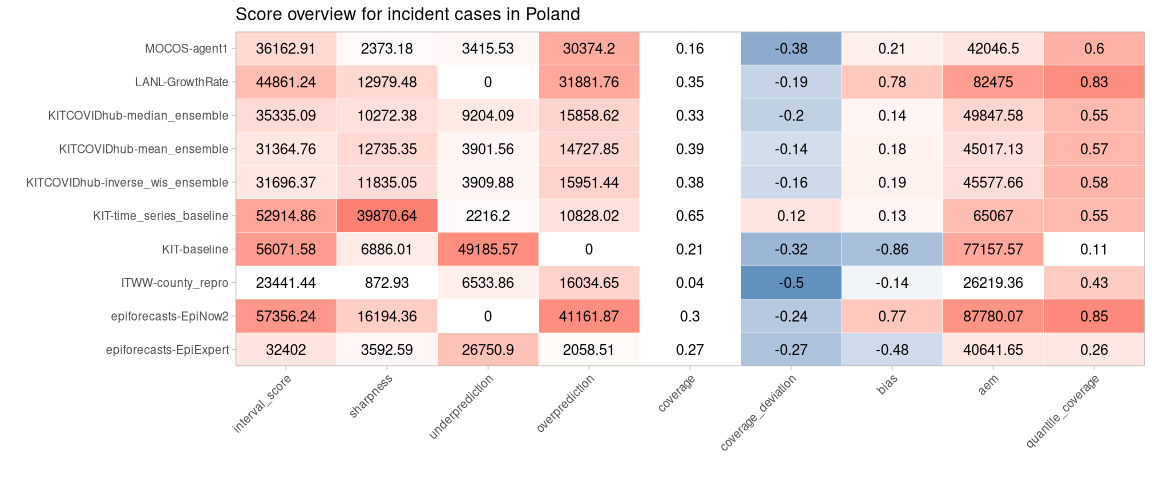 Score overview for incident cases in Poland
MOCOS-agent1 36162.91 2373.18 3415.53 30374.2 0.16 -0.38 0.21 42046.5 0.6
LANL-GrowthRate 44861.24 12979.48 0 31881.76 0.35 -0.19 0.78 82475 0.83
KITCOVIDhub-median_ensemble 35335.09 10272.38 9204.09 15858.62 0.33 -0.2 0.14 49847.58 0.55
KITCOVIDhub-mean_ensemble 31364.76 12735.35 3901.56 14727.85 0.39 -0.14 0.18 45017.13 0.57
KITCOVIDhub-inverse_wis_ensemble 31696.37 11835.05 3909.88 15951.44 0.38 -0.16 0.19 45577.66 0.58
KIT-time_series_baseline 52914.86 39870.64 2216.2 10828.02 0.65 0.12 0.13 65067 0.55
KIT-baseline 56071.58 6886.01 49185.57 0 0.21 -0.32 -0.86 77157.57 0.11
ITWW-county_repro 23441.44 872.93 6533.86 16034.65 0.04 -0.5 -0.14 26219.36 0.43
epiforecasts-EpiNow2 57356.24 16194.36 0 41161.87 0.3 -0.24 0.77 87780.07 0.85
epiforecasts-EpiExpert 32402 3592.59 26750.9 2058.51 0.27 -0.27 -0.48 40641.65 0.26
interval_score sharpness underprediction overprediction coverage coverage_deviation bias aem quantile_coverage